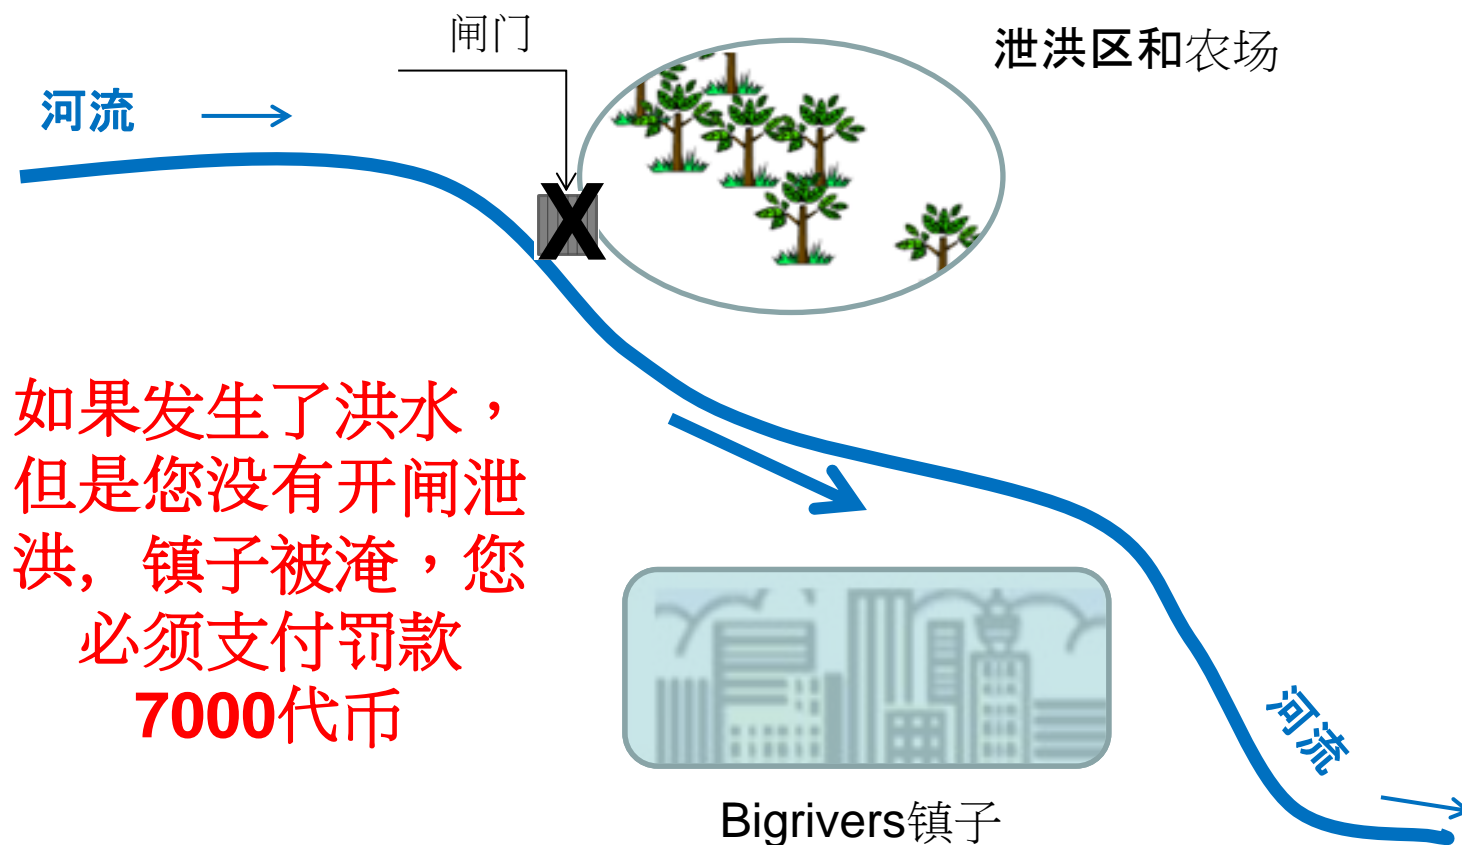 闸门
泄洪区和农场
河流
X
如果发生了洪水，
但是您没有开闸泄
洪，镇子被淹，您
必须支付罚款
7000代币
河流
Bigrivers镇子